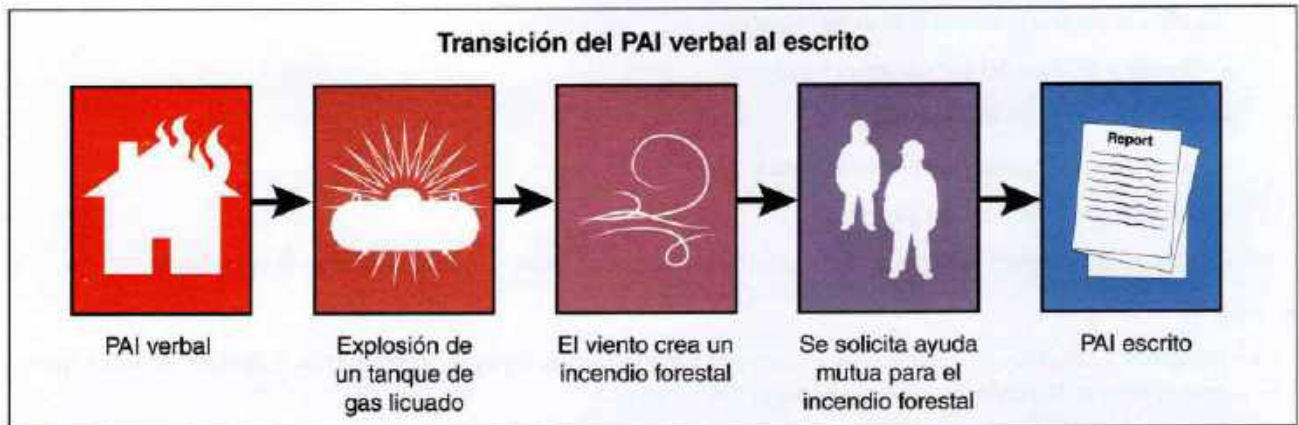 Transición del PAI verbal al escrito
Report
PAI verbal
Explosión de
un tanque de
gas licuado
El viento crea un
incendio forestal
Se solicita ayuda
mutua para el
incendio forestal
PAI escrito